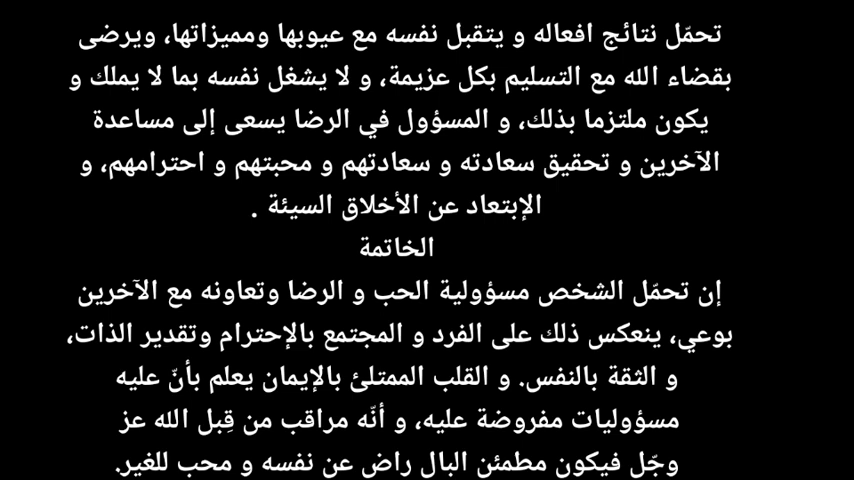 تحمّل نتائج افعاله و يتقبل نفسه مع عيوبها ومميزاتها، ويرضى
بقضاء الله مع التسليم بكل عزيمة، و لا يشغل نفسه بما لا يملك و
يكون ملتزما بذلك، و المسؤول في الرضا يسعى إلى مساعدة
الآخرين و تحقيق سعادته و سعادتهم و محبتهم و احترامهم، و
الإبتعاد عن الأخلاق السيئة .
الخاتمة
إن تحمّل الشخص مسؤولية الحب و الرضا وتعاونه مع الآخرين
بوعي، ينعكس ذلك على الفرد و المجتمع بالإحترام وتقدير الذات،
و الثقة بالنفس. و القلب الممتلئ بالإيمان يعلم بأنّ عليه
مسؤوليات مفروضة عليه، و أنّه مراقب من قِبل الله عز
وجّل فيكون مطمئن البال راض عن نفسه و محب للغير.